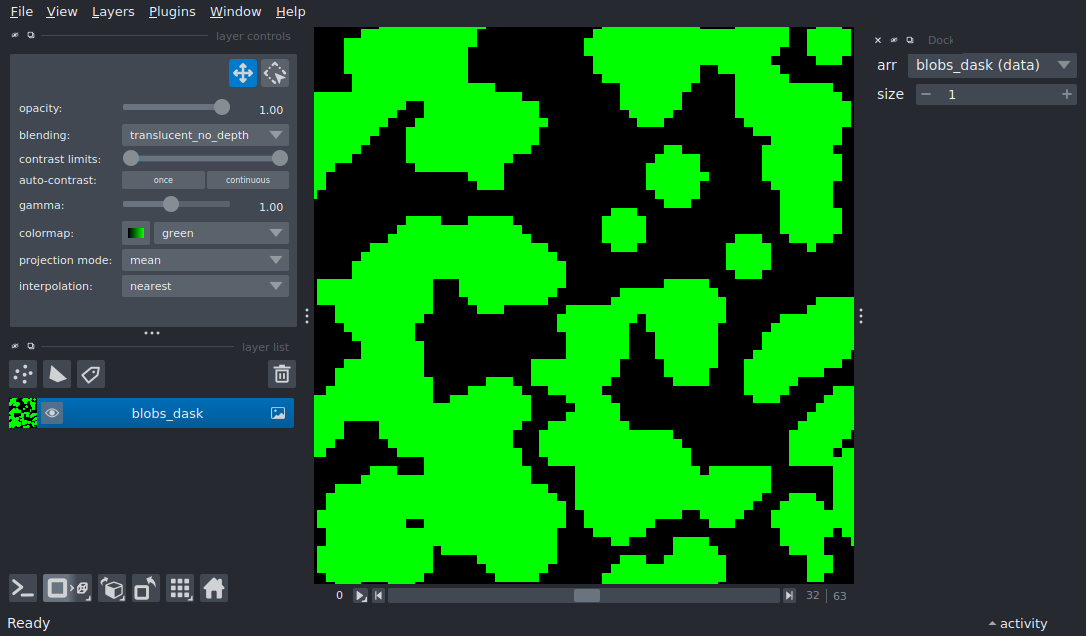 File View Layers Plugins Window Help
layer controls
opacity: 1.00
blending: translucent_no_depth
contrast limits:
auto-contrast: once continuous
gamma: 1.00
colormap: green
projection mode: mean
interpolation: nearest
layer list
blobs_dask
0 32 63
Dock
arr blobs_dask (data)
size 1
Ready
activity